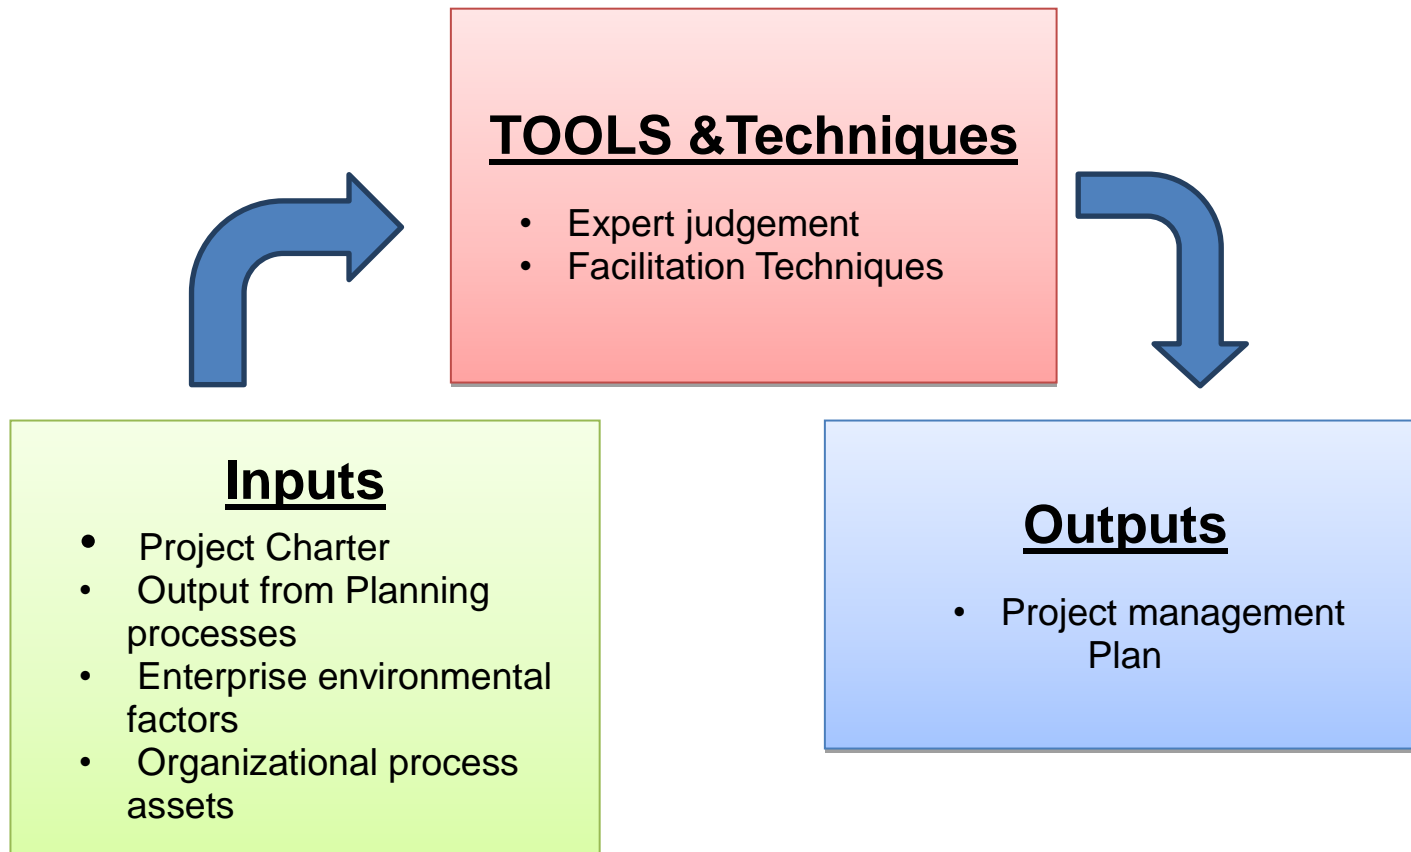 TOOLS &Techniques
• Expert judgement
• Facilitation Techniques
Inputs
• Project Charter
• Output from Planning
processes
• Enterprise environmental
factors
• Organizational process
assets
Outputs
• Project management
Plan